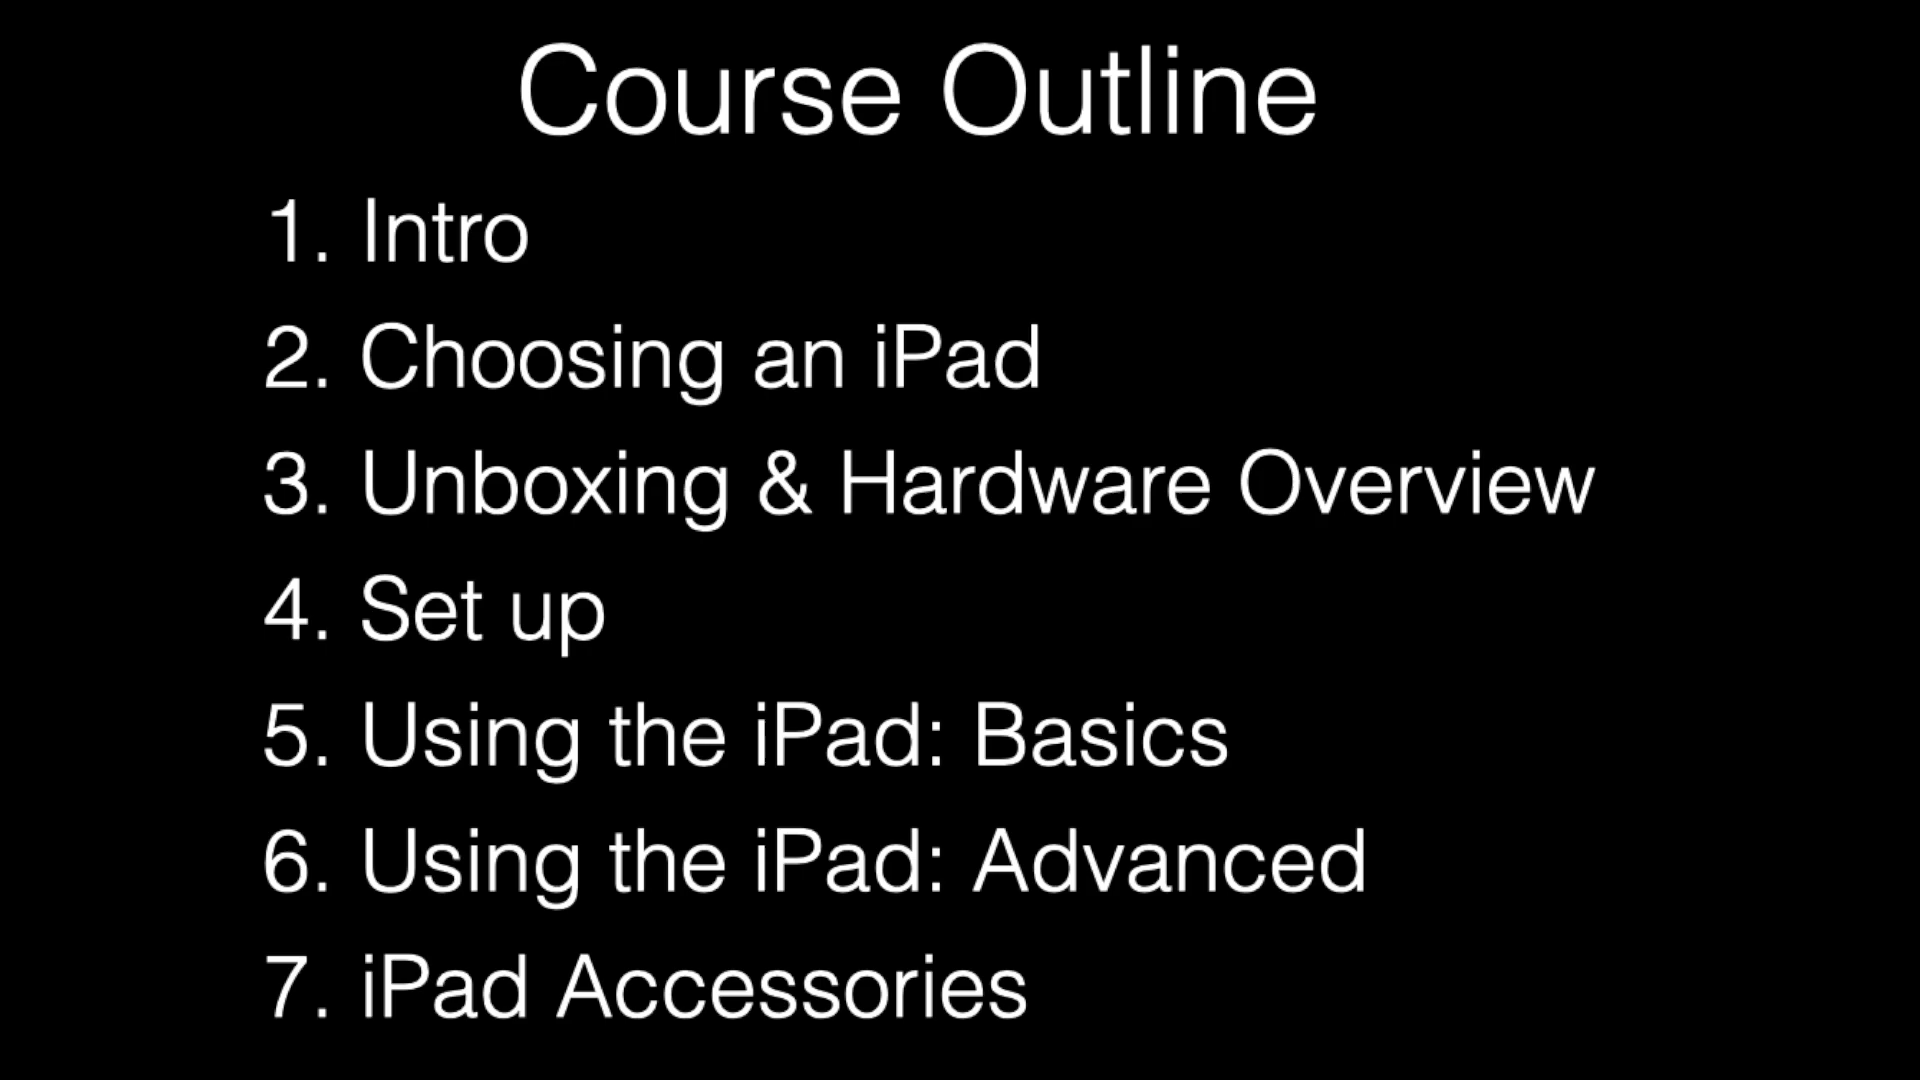 Course Outline
1. Intro
2. Choosing an iPad
3. Unboxing & Hardware Overview
4. Set up
5. Using the iPad: Basics
6. Using the iPad: Advanced
7. iPad Accessories